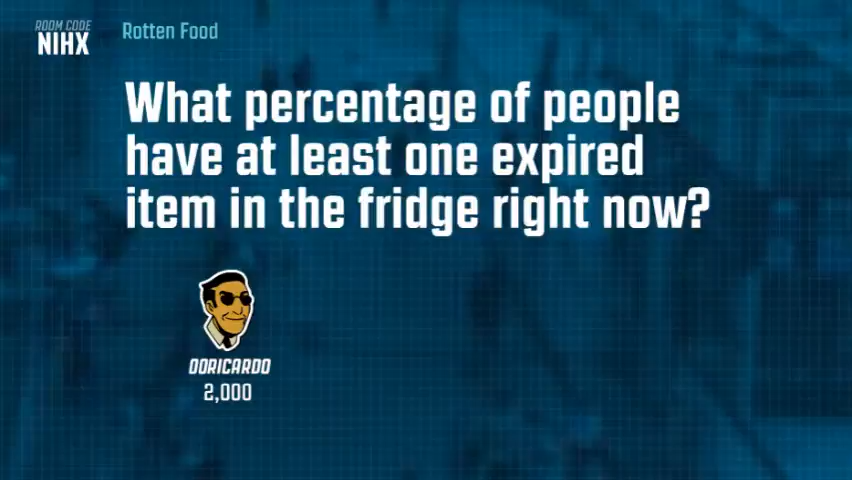 ROOM CODE
NIHX
Rotten Food
What percentage of people
have at least one expired
item in the fridge right now?
OORICARDO
2,000